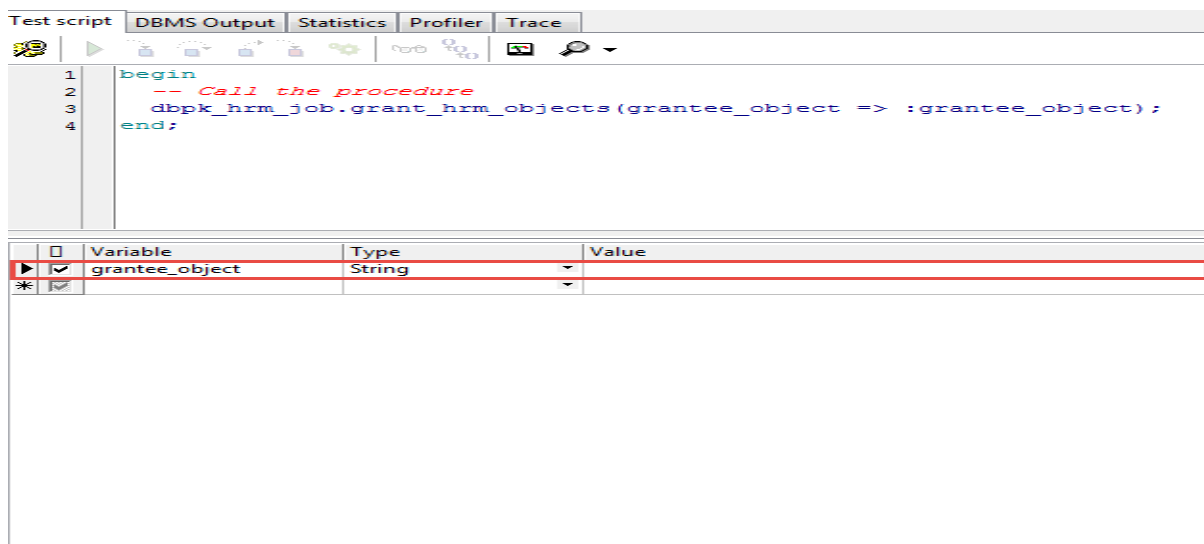 Test script DBMS Output Statistics Profiler Trace
1 begin
2 -- Call the procedure
3 dbpk_hrm_job.grant_hrm_objects(grantee_object => :grantee_object);
4 end;
Variable Type Value
grantee_object String